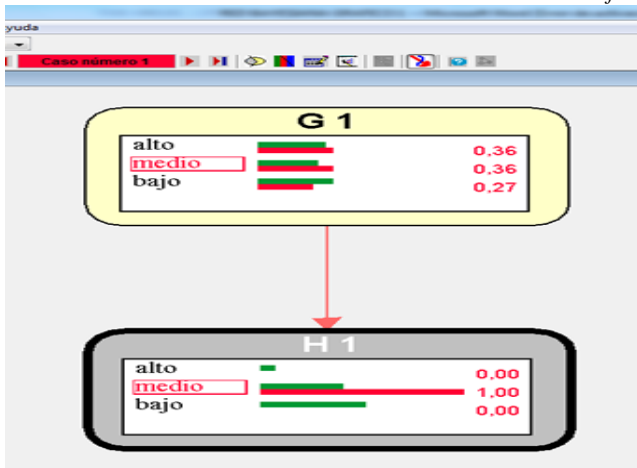 yuda
Caso número 1
G 1
alto 0,36
medio 0,36
bajo 0,27
H 1
alto 0,00
medio 1,00
bajo 0,00